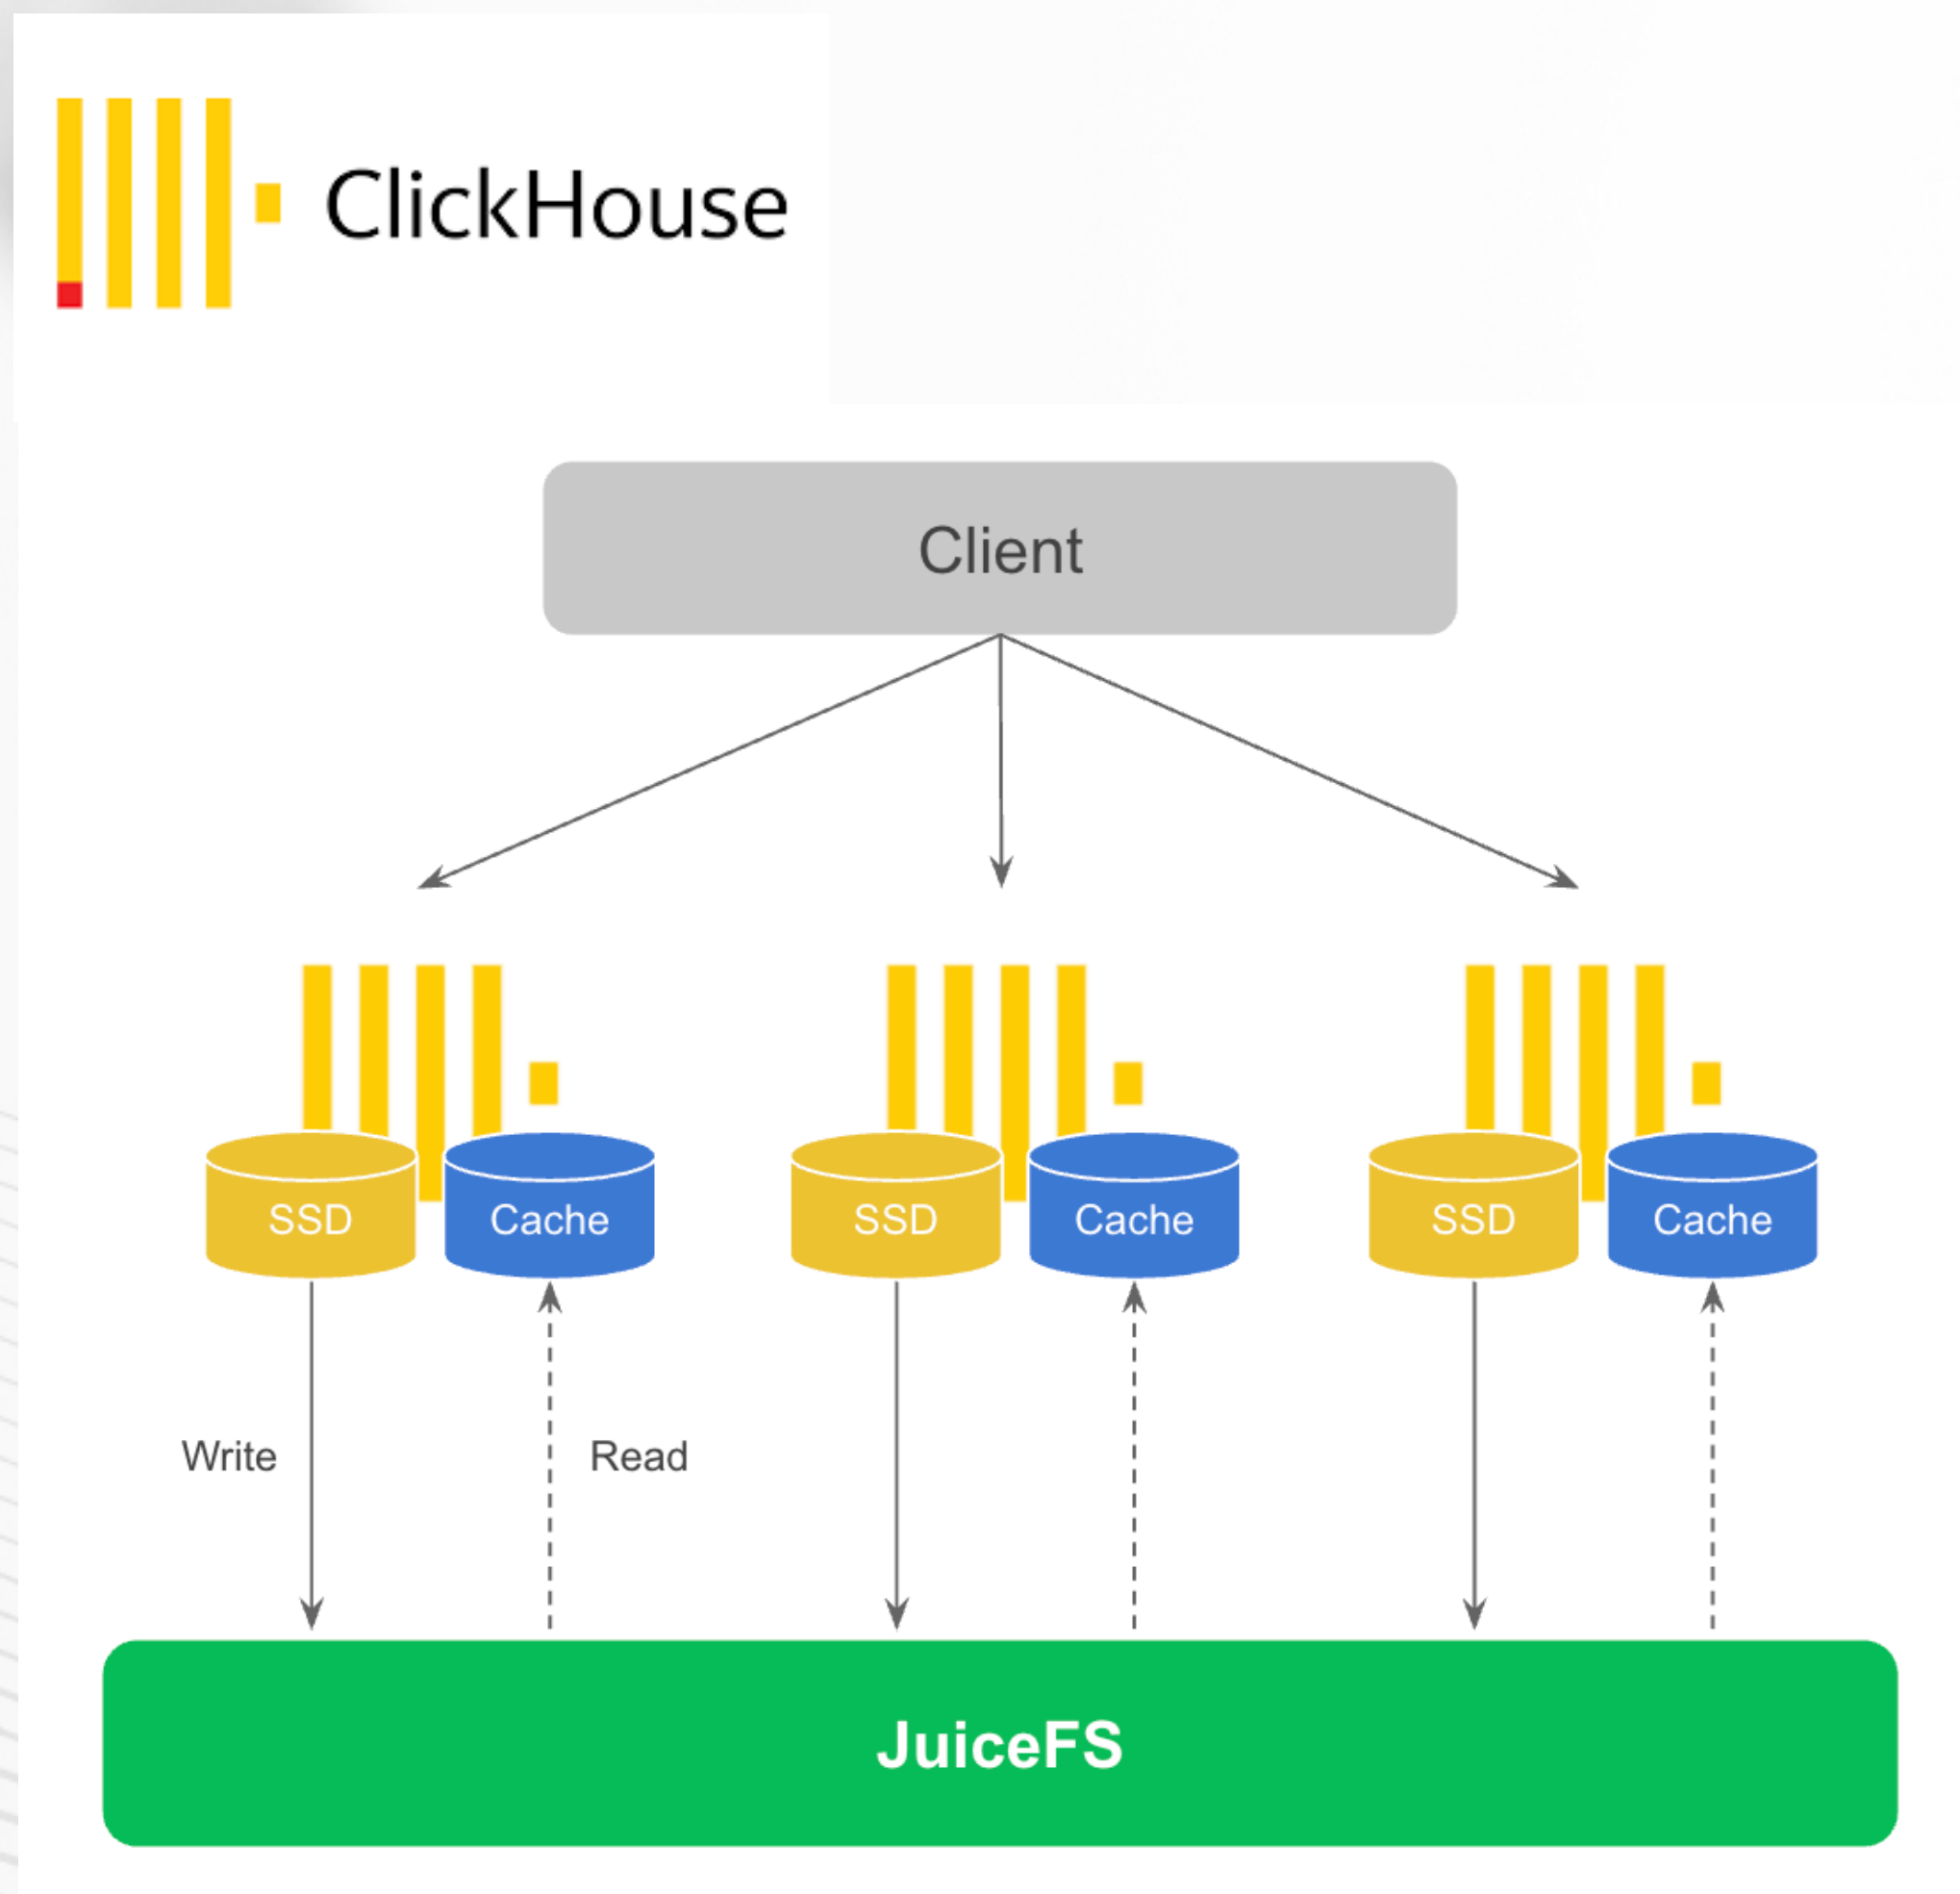 ClickHouse
Client
SSD
Cache
SSD
Cache
SSD
Cache
Write
Read
JuiceFS